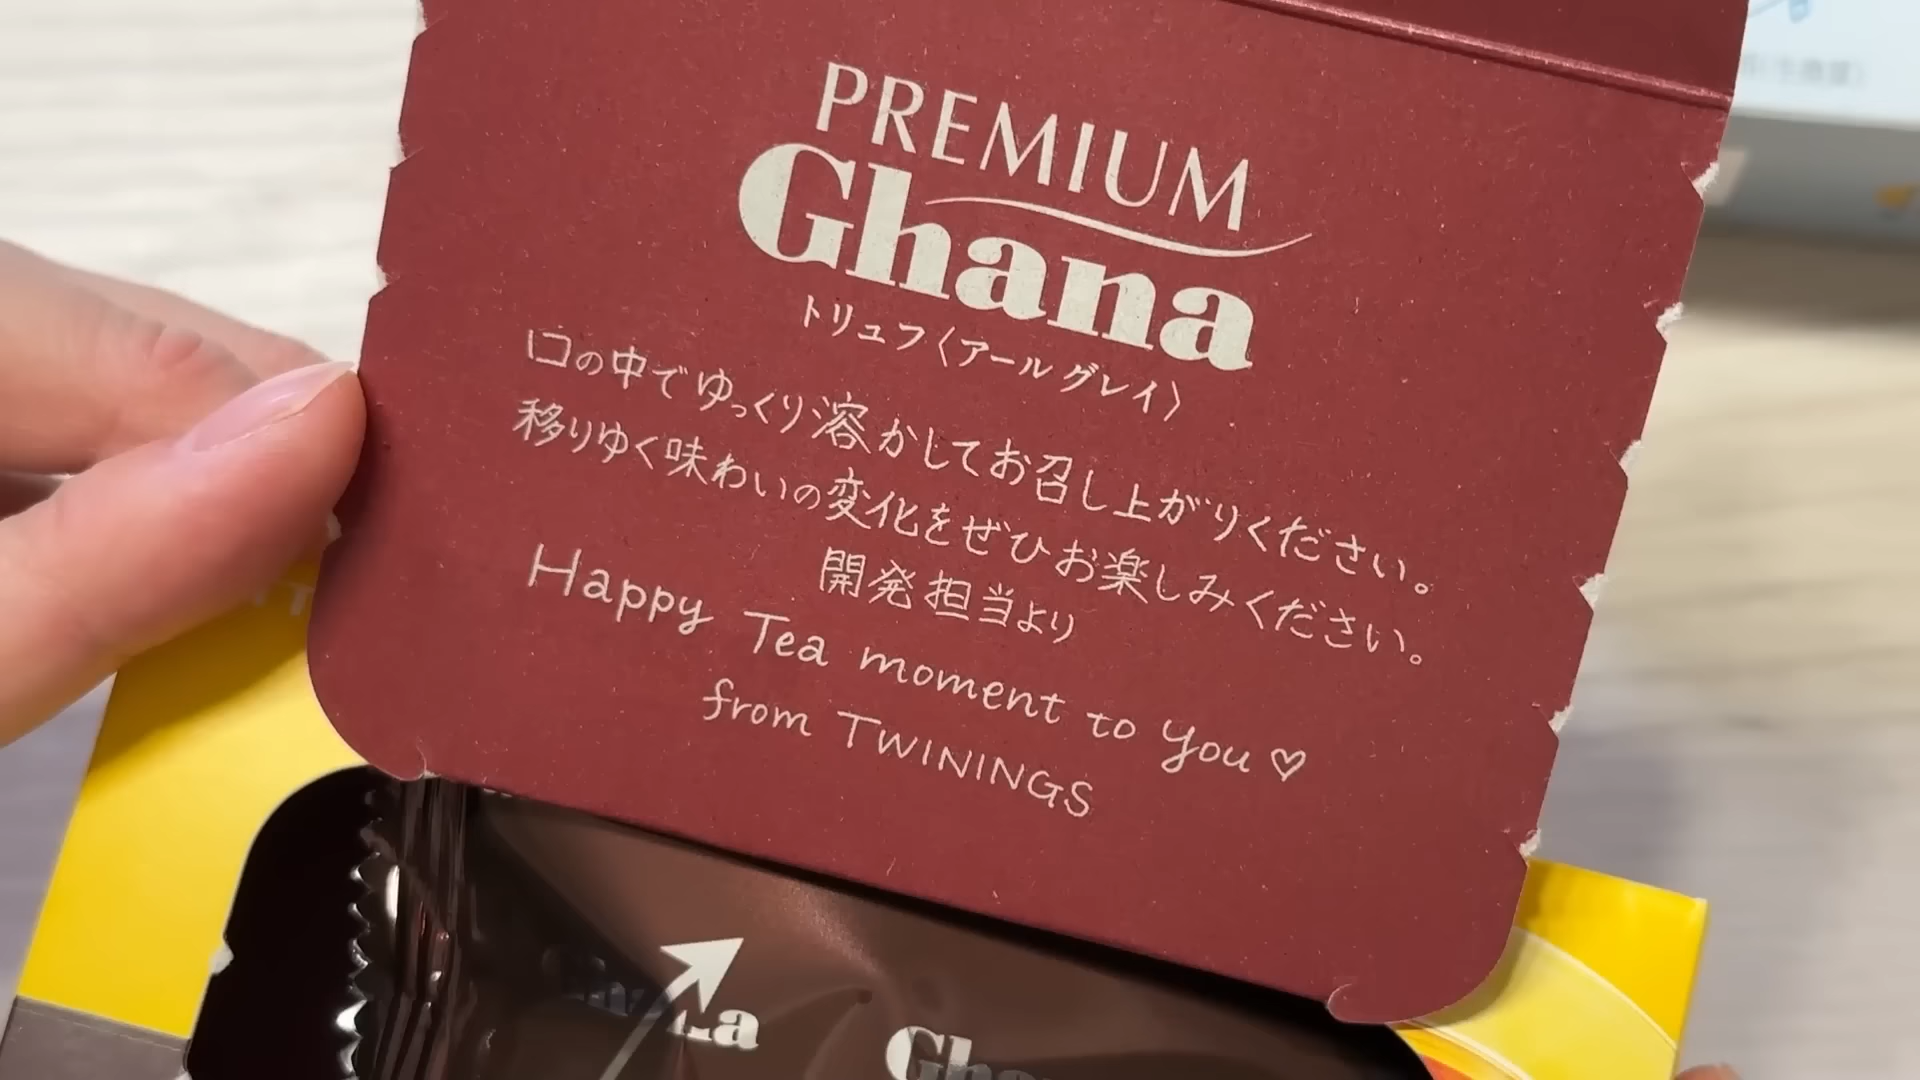 PREMIUM
Ghana
トリュフ〈アールグレイ〉
口の中でゆっくり溶かしてお召し上がりください。
移りゆく味わいの変化をぜひお楽しみください。
開発担当より
Happy Tea moment to you ♡
from TWININGS